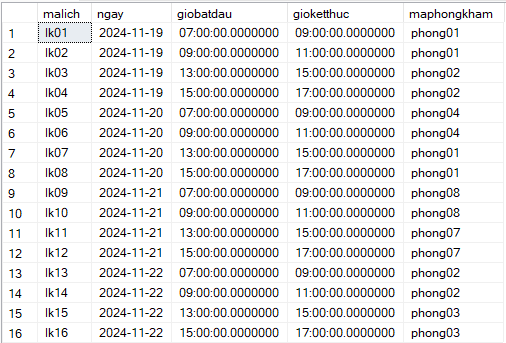 malich ngay giobatdau gioketthuc maphongkham
1 lk01 2024-11-19 07:00:00.0000000 09:00:00.0000000 phong01
2 lk02 2024-11-19 09:00:00.0000000 11:00:00.0000000 phong01
3 lk03 2024-11-19 13:00:00.0000000 15:00:00.0000000 phong02
4 lk04 2024-11-19 15:00:00.0000000 17:00:00.0000000 phong02
5 lk05 2024-11-20 07:00:00.0000000 09:00:00.0000000 phong04
6 lk06 2024-11-20 09:00:00.0000000 11:00:00.0000000 phong04
7 lk07 2024-11-20 13:00:00.0000000 15:00:00.0000000 phong01
8 lk08 2024-11-20 15:00:00.0000000 17:00:00.0000000 phong01
9 lk09 2024-11-21 07:00:00.0000000 09:00:00.0000000 phong08
10 lk10 2024-11-21 09:00:00.0000000 11:00:00.0000000 phong08
11 lk11 2024-11-21 13:00:00.0000000 15:00:00.0000000 phong07
12 lk12 2024-11-21 15:00:00.0000000 17:00:00.0000000 phong07
13 lk13 2024-11-22 07:00:00.0000000 09:00:00.0000000 phong02
14 lk14 2024-11-22 09:00:00.0000000 11:00:00.0000000 phong02
15 lk15 2024-11-22 13:00:00.0000000 15:00:00.0000000 phong03
16 lk16 2024-11-22 15:00:00.0000000 17:00:00.0000000 phong03